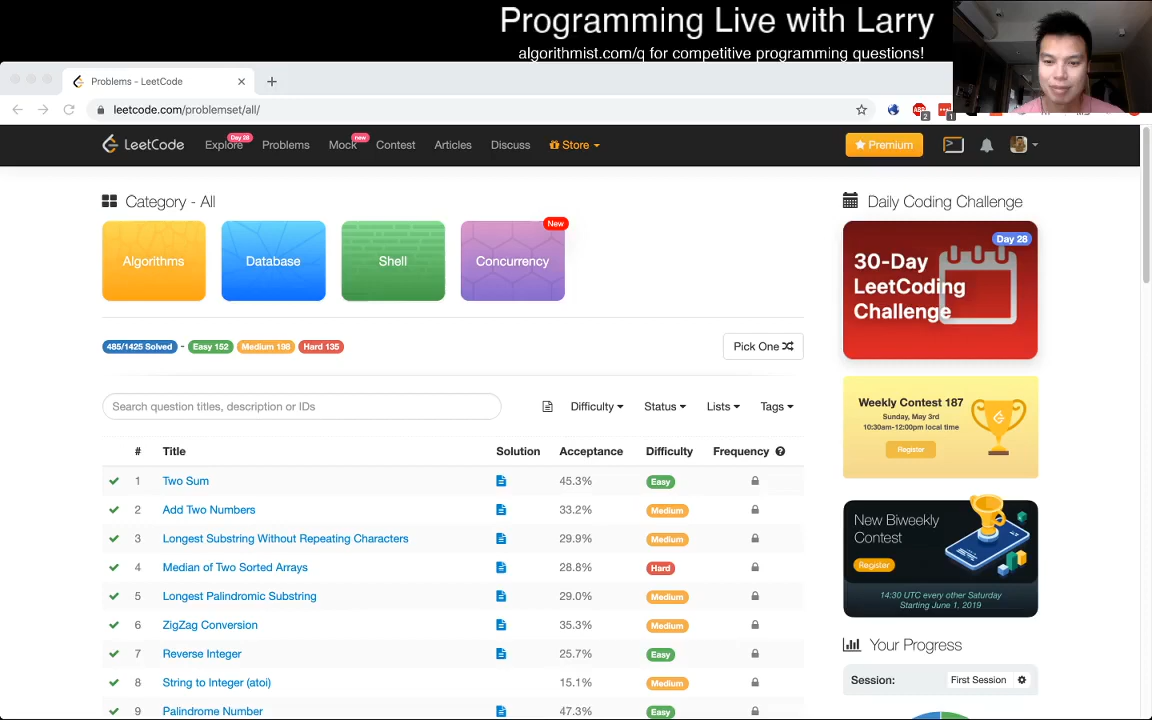 Programming Live with Larry
algorithmist.com/q for competitive programming questions!
Problems - LeetCode
leetcode.com/problemset/all/
ABP
2
1
LeetCode
Explore
Day 28
Problems
Mock
new
Contest
Articles
Discuss
Store
Premium
Category - All
Algorithms
Database
Shell
Concurrency
New
485/1425 Solved - Easy 152 Medium 198 Hard 135
Pick One
Search question titles, description or IDs
Difficulty
Status
Lists
Tags
# Title Solution Acceptance Difficulty Frequency
1 Two Sum 45.3% Easy
2 Add Two Numbers 33.2% Medium
3 Longest Substring Without Repeating Characters 29.9% Medium
4 Median of Two Sorted Arrays 28.8% Hard
5 Longest Palindromic Substring 29.0% Medium
6 ZigZag Conversion 35.3% Medium
7 Reverse Integer 25.7% Easy
8 String to Integer (atoi) 15.1% Medium
9 Palindrome Number 47.3% Easy
Daily Coding Challenge
Day 28
30-Day
LeetCoding
Challenge
Weekly Contest 187
Sunday, May 3rd
10:30am-12:00pm local time
Register
New Biweekly
Contest
Register
14:30 UTC every other Saturday
Starting June 1, 2019
Your Progress
Session: First Session